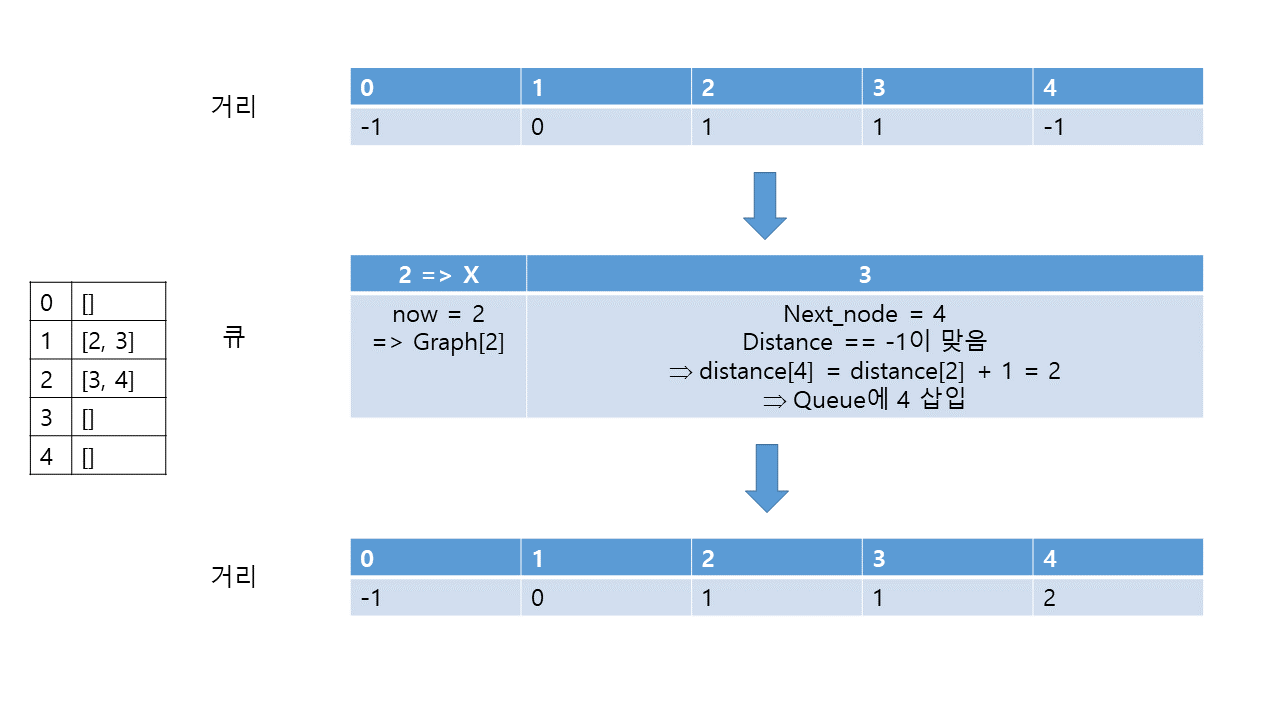 거리
0 1 2 3 4
-1 0 1 1 -1
2 => X 3
now = 2
=> Graph[2]
Next_node = 4
Distance == -1이 맞음
⇒ distance[4] = distance[2] + 1 = 2
⇒ Queue에 4 삽입
큐
0 []
1 [2, 3]
2 [3, 4]
3 []
4 []
거리
0 1 2 3 4
-1 0 1 1 2